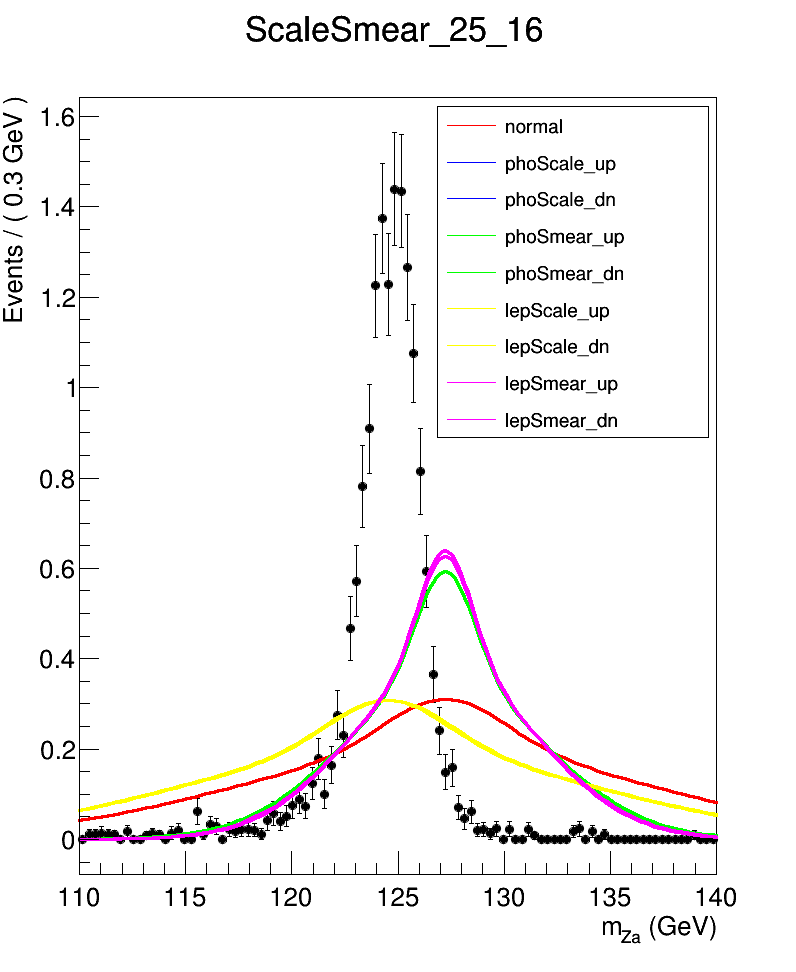 ScaleSmear_25_16
Events / ( 0.3 GeV )
1.6
1.4
1.2
1
0.8
0.6
0.4
0.2
0
normal
phoScale_up
phoScale_dn
phoSmear_up
phoSmear_dn
lepScale_up
lepScale_dn
lepSmear_up
lepSmear_dn
110 115 120 125 130 135 140
mZa (GeV)